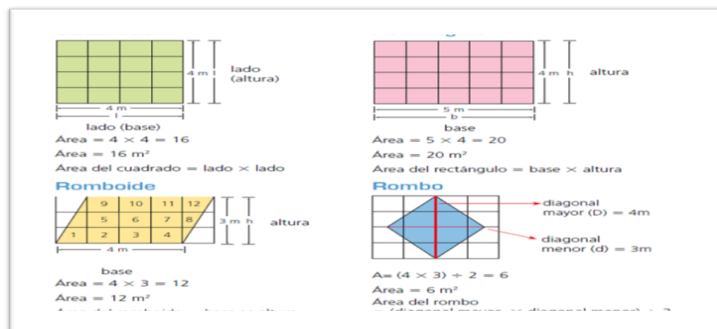 4 m
l
lado
(altura)
4 m
l
lado (base)
Área = 4 × 4 = 16
Área = 16 m²
Área del cuadrado = lado × lado
4 m h
altura
5 m
b
base
Área = 5 × 4 = 20
Área = 20 m²
Área del rectángulo = base × altura
Romboide
9 10 11 12
5 6 7 8
1 2 3 4
3 m h
altura
4 m
base
Área = 4 × 3 = 12
Área = 12 m²
Rombo
diagonal
mayor (D) = 4m
diagonal
menor (d) = 3m
A= (4 × 3) ÷ 2 = 6
Área = 6 m²
Área del rombo